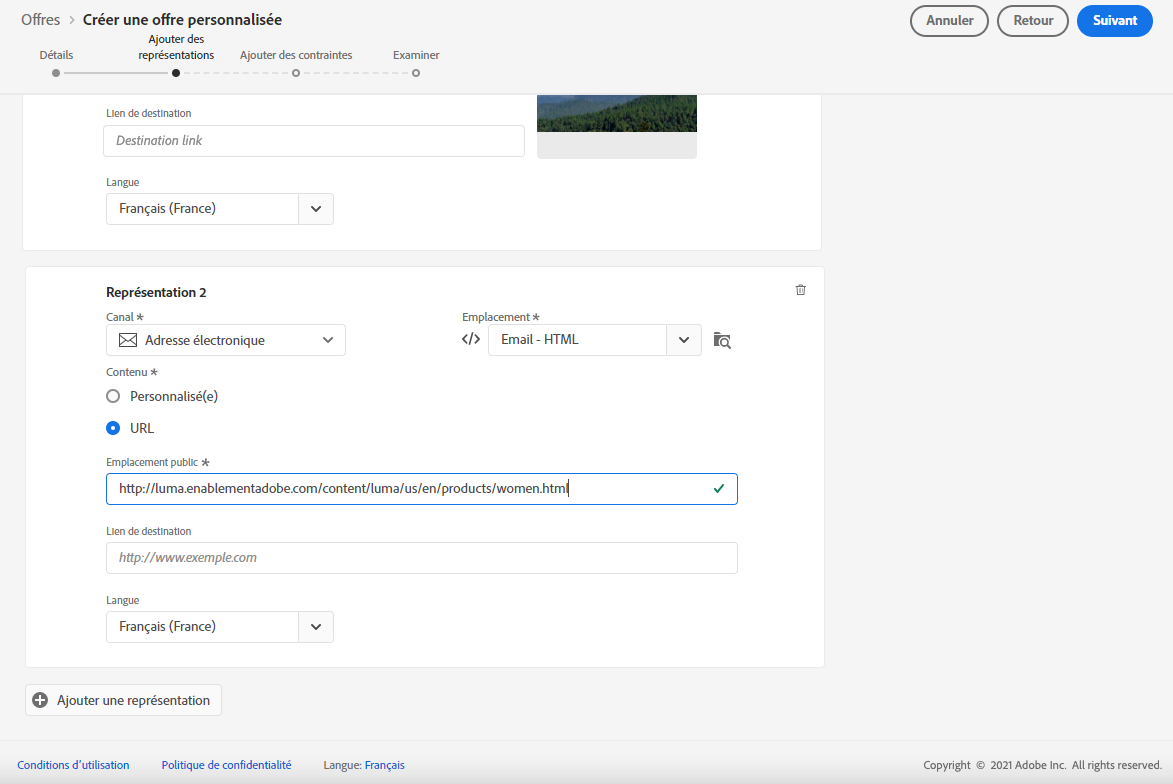 Offres > Créer une offre personnalisée
Annuler
Retour
Suivant
Détails
Ajouter des
représentations
Ajouter des contraintes
Examiner
Lien de destination
Destination link
Langue
Français (France)
Représentation 2
Canal *
Emplacement *
Adresse électronique
</> Email - HTML
Contenu *
Personnalisé(e)
URL
Emplacement public *
http://luma.enablementadobe.com/content/luma/us/en/products/women.html
Lien de destination
http://www.exemple.com
Langue
Français (France)
Ajouter une représentation
Conditions d'utilisation
Politique de confidentialité
Langue: Français
Copyright © 2021 Adobe Inc. All rights reserved.